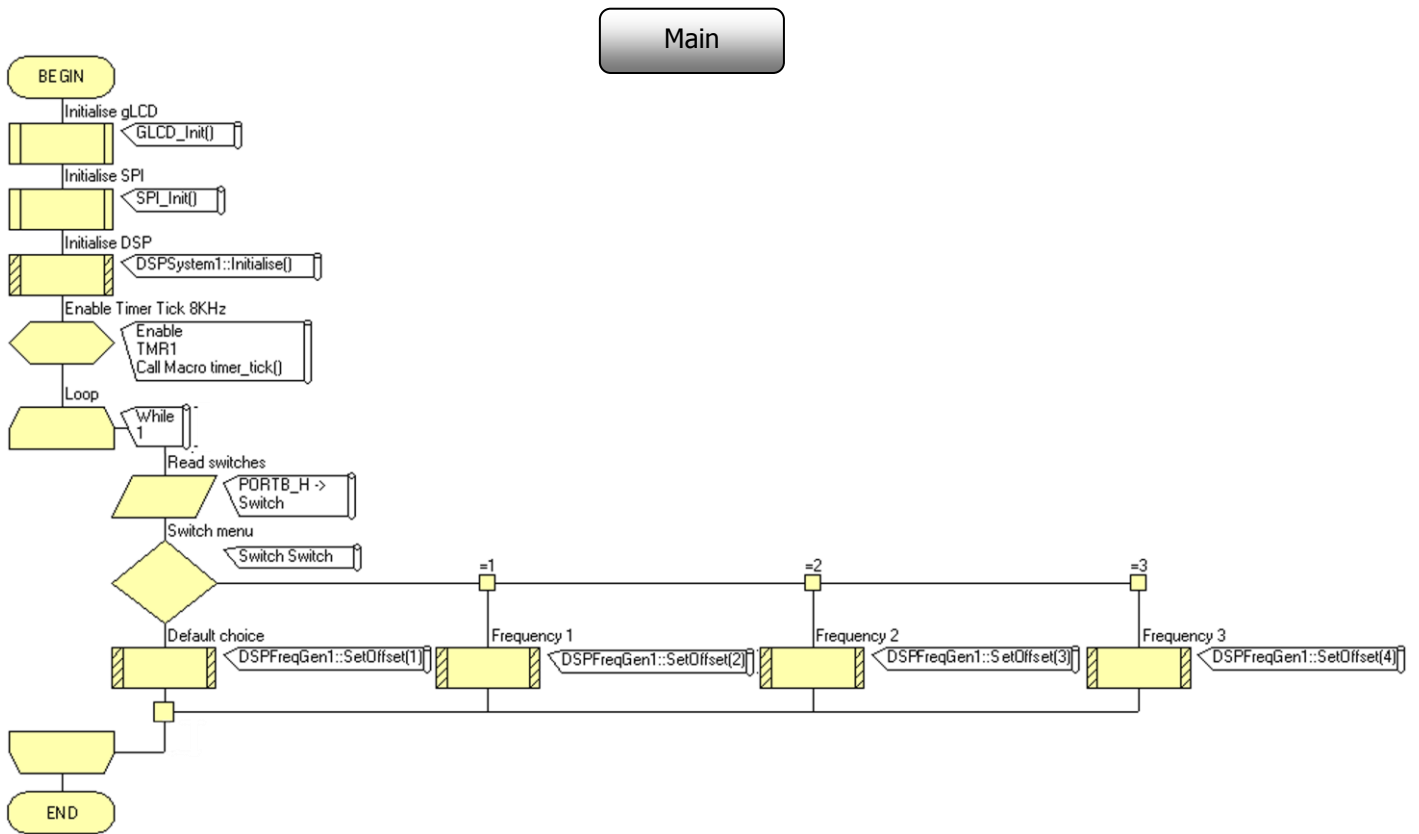 Main
BEGIN
Initialise gLCD
GLCD_Init()
Initialise SPI
SPI_Init()
Initialise DSP
DSPSystem1::Initialise()
Enable Timer Tick 8KHz
Enable
TMR1
Call Macro timer_tick()
Loop
While
1
Read switches
PORTB_H ->
Switch
Switch menu
Switch Switch
=1
=2
=3
Default choice
DSPFreqGen1::SetOffset(1)
Frequency 1
DSPFreqGen1::SetOffset(2)
Frequency 2
DSPFreqGen1::SetOffset(3)
Frequency 3
DSPFreqGen1::SetOffset(4)
END